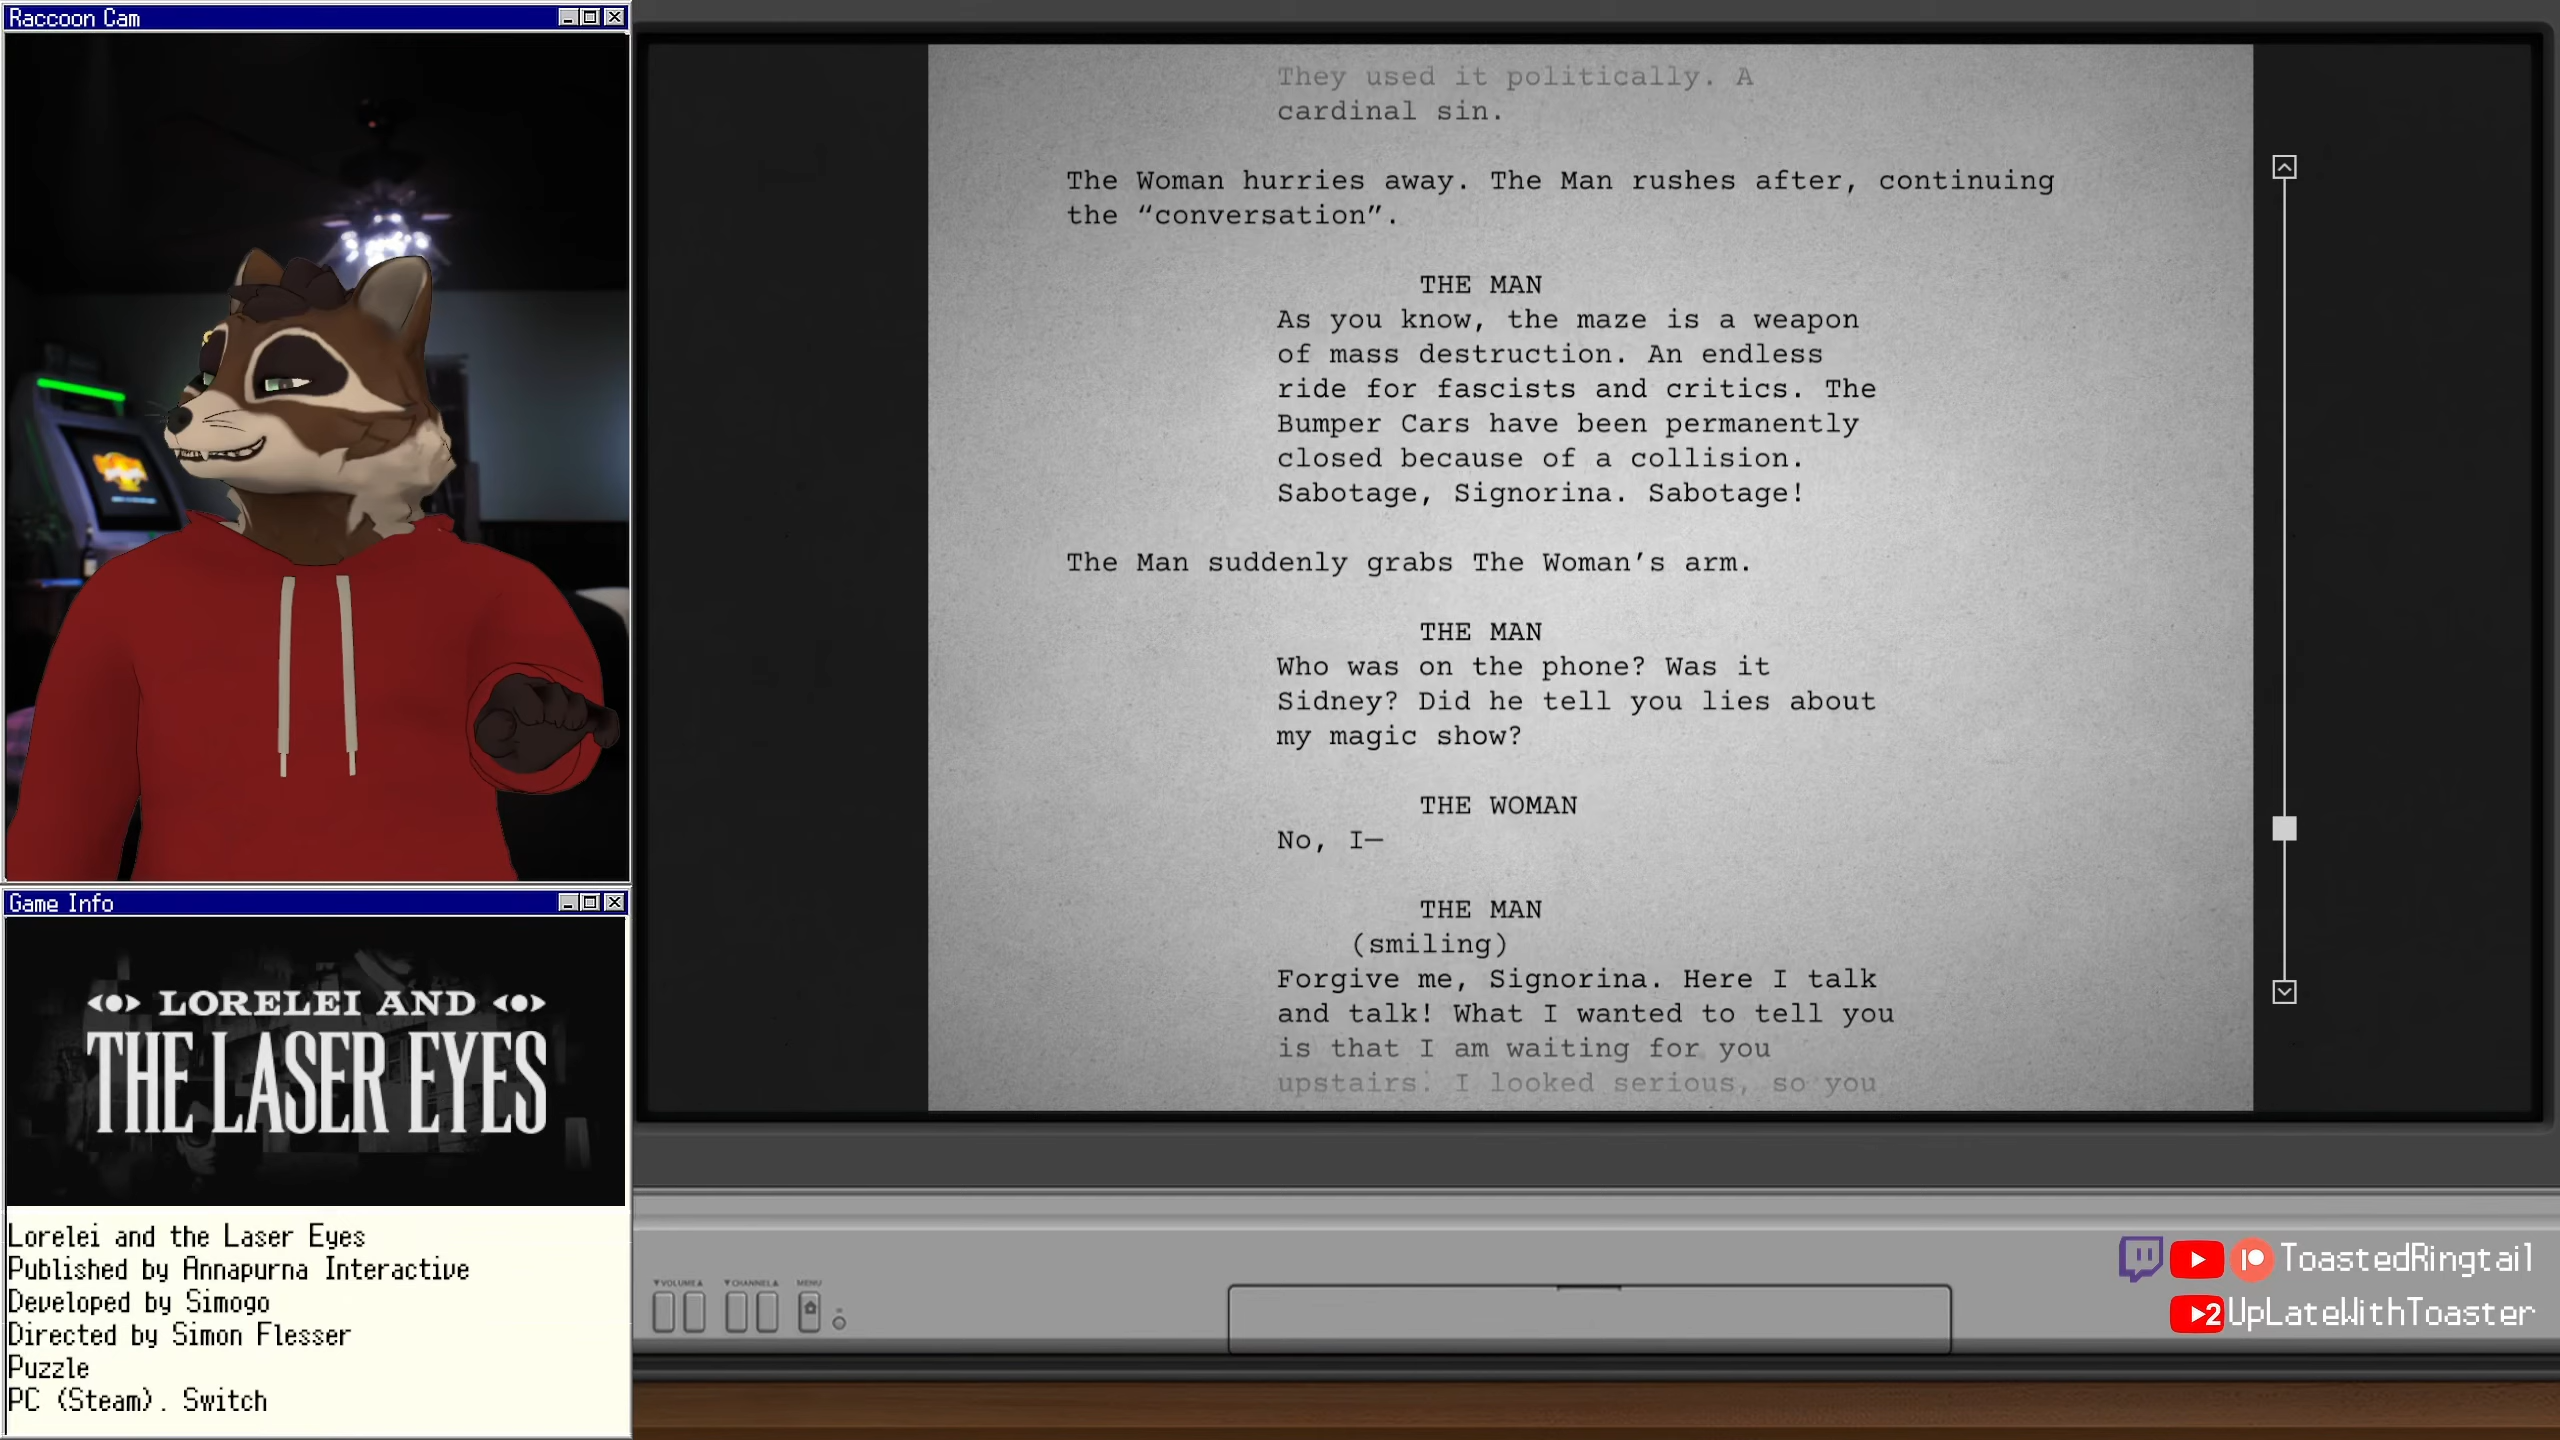 Raccoon Cam
They used it politically. A
cardinal sin.
The Woman hurries away. The Man rushes after, continuing
the “conversation”.
THE MAN
As you know, the maze is a weapon
of mass destruction. An endless
ride for fascists and critics. The
Bumper Cars have been permanently
closed because of a collision.
Sabotage, Signorina. Sabotage!
The Man suddenly grabs The Woman’s arm.
THE MAN
Who was on the phone? Was it
Sidney? Did he tell you lies about
my magic show?
THE WOMAN
No, I—
THE MAN
(smiling)
Forgive me, Signorina. Here I talk
and talk! What I wanted to tell you
is that I am waiting for you
upstairs. I looked serious, so you
Game Info
LORELEI AND
THE LASER EYES
Lorelei and the Laser Eyes
Published by Annapurna Interactive
Developed by Simogo
Directed by Simon Flesser
Puzzle
PC (Steam). Switch
▼VOLUME▲ ▼CHANNEL▲ MENU
ToastedRingtail
2 UpLateWithToaster